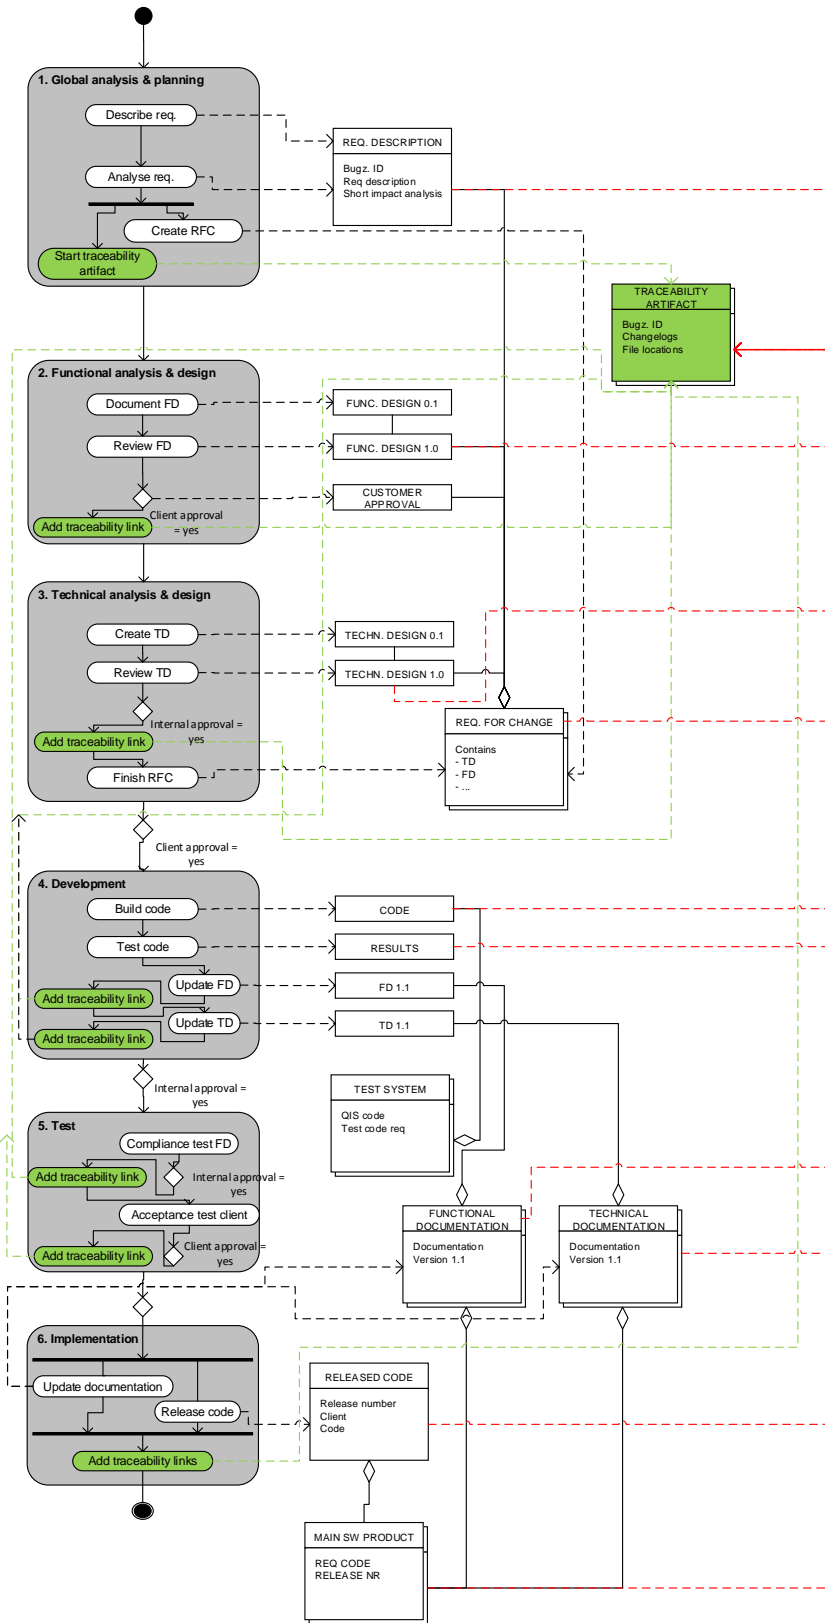 1. Global analysis & planning
Describe req.
Analyse req.
Create RFC
Start traceability
artifact
REQ. DESCRIPTION
Bugz. ID
Req description
Short impact analysis
TRACEABILITY
ARTIFACT
Bugz. ID
Changelogs
File locations
2. Functional analysis & design
Document FD
Review FD
Client approval
= yes
Add traceability link
FUNC. DESIGN 0.1
FUNC. DESIGN 1.0
CUSTOMER
APPROVAL
3. Technical analysis & design
Create TD
Review TD
Internal approval =
yes
Add traceability link
Finish RFC
TECHN. DESIGN 0.1
TECHN. DESIGN 1.0
REQ. FOR CHANGE
Contains
- TD
- FD
- ...
Client approval =
yes
4. Development
Build code
Test code
Update FD
Add traceability link
Update TD
Add traceability link
CODE
RESULTS
FD 1.1
TD 1.1
Internal approval =
yes
TEST SYSTEM
QIS code
Test code req
5. Test
Compliance test FD
Add traceability link
Internal approval =
yes
Acceptance test client
Client approval =
yes
Add traceability link
FUNCTIONAL
DOCUMENTATION
Documentation
Version 1.1
TECHNICAL
DOCUMENTATION
Documentation
Version 1.1
6. Implementation
Update documentation
Release code
Add traceability links
RELEASED CODE
Release number
Client
Code
MAIN SW PRODUCT
REQ CODE
RELEASE NR